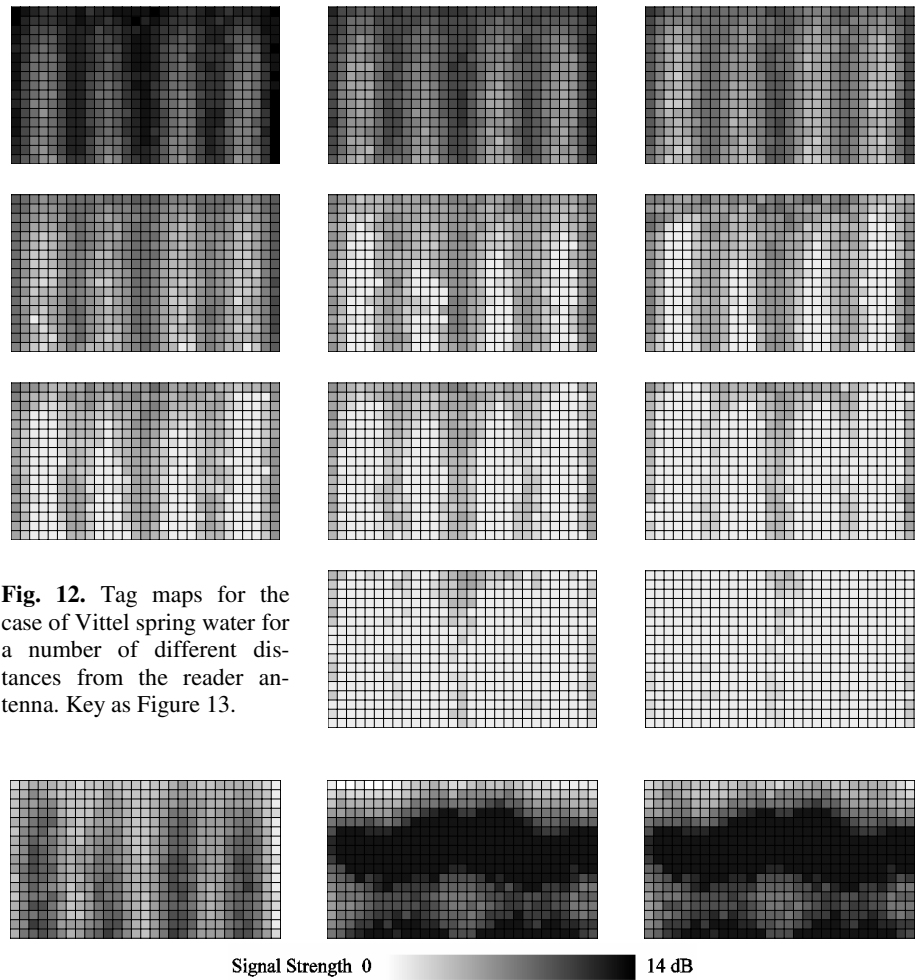 Fig. 12. Tag maps for the
case of Vittel spring water for
a number of different dis-
tances from the reader an-
tenna. Key as Figure 13.
Signal Strength 0 14 dB